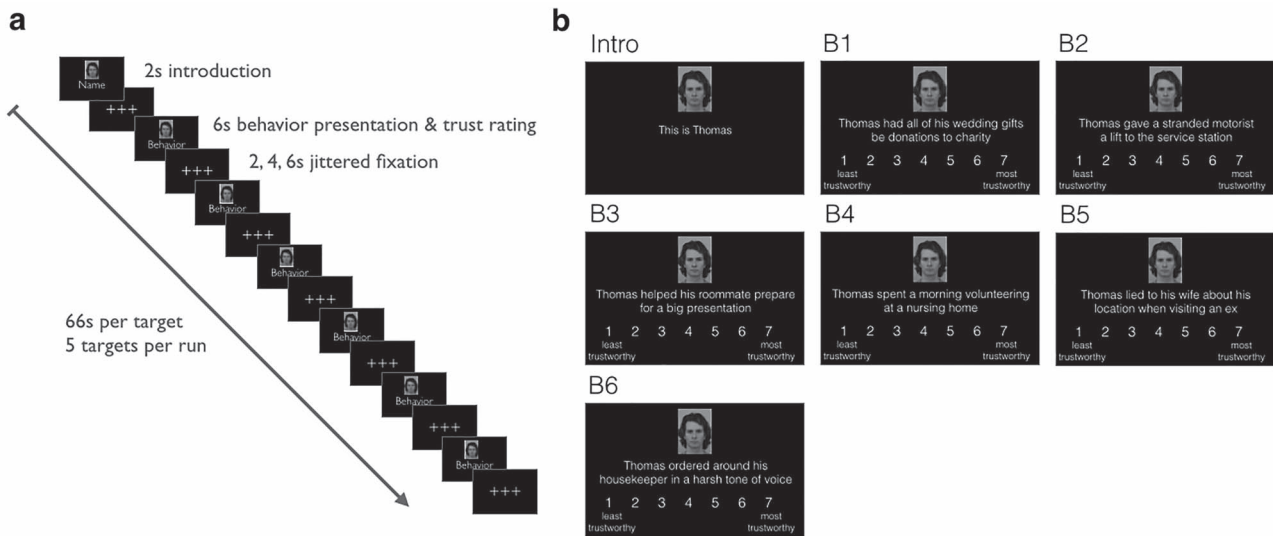 a
Name
2s introduction
+++
Behavior
6s behavior presentation & trust rating
+++
2, 4, 6s jittered fixation
Behavior
+++
Behavior
+++
Behavior
+++
Behavior
+++
Behavior
+++
66s per target
5 targets per run
b
Intro
This is Thomas
B1
Thomas had all of his wedding gifts
be donations to charity
1 2 3 4 5 6 7
least most
trustworthy trustworthy
B2
Thomas gave a stranded motorist
a lift to the service station
1 2 3 4 5 6 7
least most
trustworthy trustworthy
B3
Thomas helped his roommate prepare
for a big presentation
1 2 3 4 5 6 7
least most
trustworthy trustworthy
B4
Thomas spent a morning volunteering
at a nursing home
1 2 3 4 5 6 7
least most
trustworthy trustworthy
B5
Thomas lied to his wife about his
location when visiting an ex
1 2 3 4 5 6 7
least most
trustworthy trustworthy
B6
Thomas ordered around his
housekeeper in a harsh tone of voice
1 2 3 4 5 6 7
least most
trustworthy trustworthy